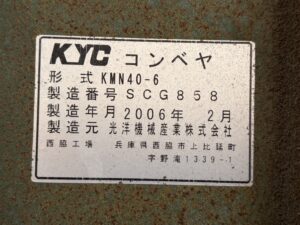 KYC コンベヤ
形式 KMN40-6
製造番号 SCG858
製造年月 2006年 2月
製造元 光洋機械産業株式会社
西脇工場 兵庫県西脇市上比延町
字野滝1339-1